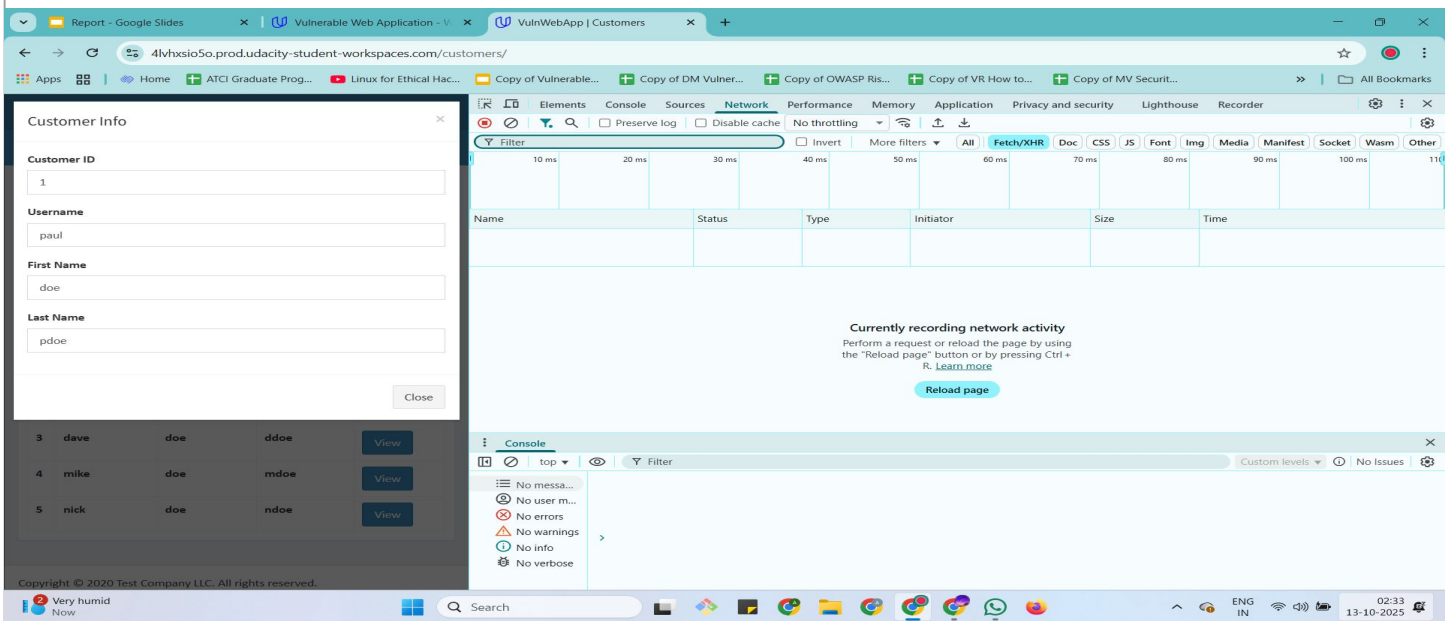 Report - Google Slides
Vulnerable Web Application - V
VulnWebApp | Customers
4lvhxsio5o.prod.udacity-student-workspaces.com/customers/
Apps Home ATCI Graduate Prog... Linux for Ethical Hac... Copy of Vulnerable... Copy of DM Vulner... Copy of OWASP Ris... Copy of VR How to... Copy of MV Securit... » All Bookmarks
Customer Info ×
Customer ID
1
Username
paul
First Name
doe
Last Name
pdoe
Close
3 dave doe ddoe View
4 mike doe mdoe View
5 nick doe ndoe View
Copyright © 2020 Test Company LLC. All rights reserved.
Elements Console Sources Network Performance Memory Application Privacy and security Lighthouse Recorder
Preserve log Disable cache No throttling
Filter Invert More filters All Fetch/XHR Doc CSS JS Font Img Media Manifest Socket Wasm Other
10 ms 20 ms 30 ms 40 ms 50 ms 60 ms 70 ms 80 ms 90 ms 100 ms 110
Name Status Type Initiator Size Time
Currently recording network activity
Perform a request or reload the page by using
the "Reload page" button or by pressing Ctrl +
R. Learn more
Reload page
Console
top Filter Custom levels No Issues
No messa...
No user m...
No errors
No warnings
No info
No verbose
2 Very humid
Now
Search
ENG
IN
02:33
13-10-2025